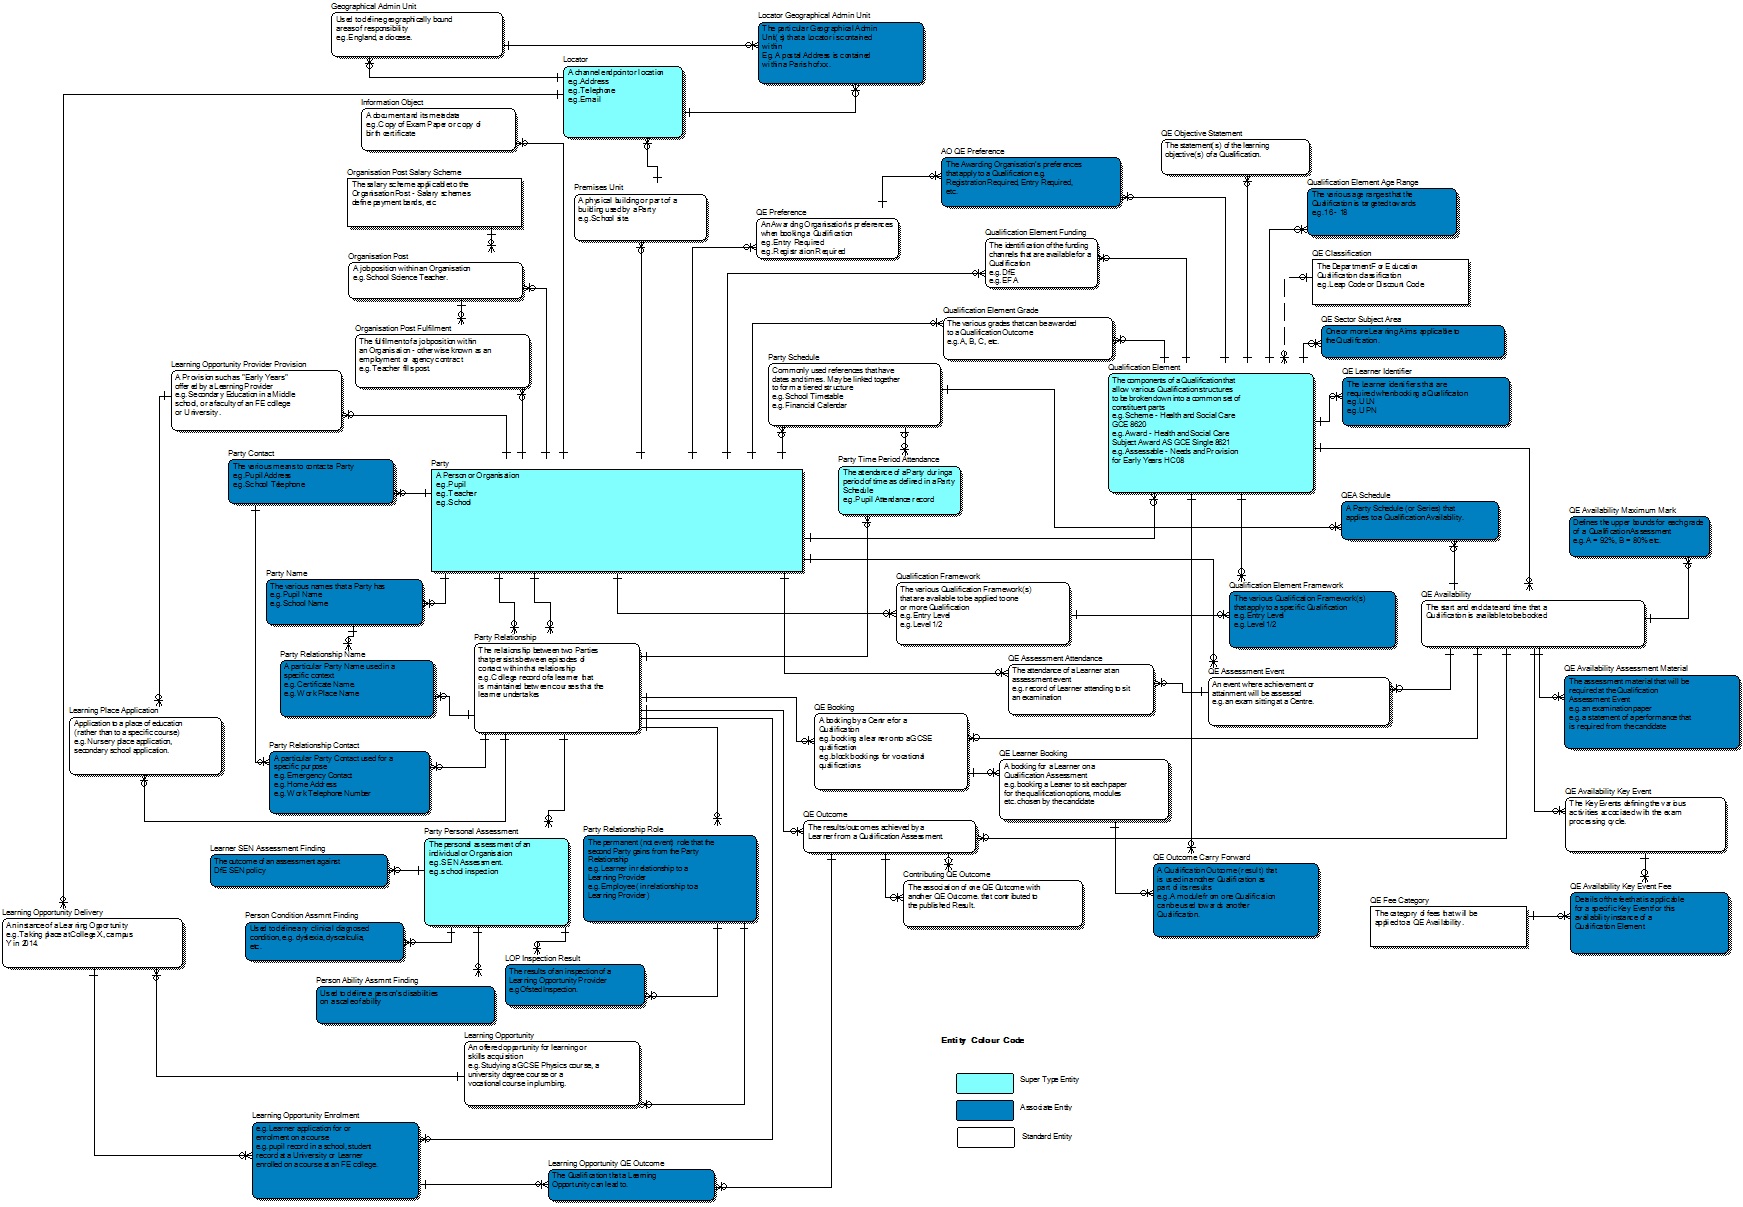 Geographical Admin Unit
Used to define geographically bound
areas of responsibility
e.g. England, a diocese.
Locator Geographical Admin Unit
The particular Geographical Admin
Unit(s) that a Locator is contained
within
Eg. A postal Address is contained
within a Parish of xx.
Locator
A channel endpoint or location
e.g. Address
e.g. Telephone
e.g. Email
Information Object
A document and its metadata
e.g. Copy of Exam Paper or copy of
birth certificate
QE Objective Statement
The statement(s) of the learning
objective(s) of a Qualification.
AO QE Preference
The Awarding Organisation's preferences
that apply to a Qualification e.g.
Registration Required, Entry Required,
etc.
Organisation Post Salary Scheme
The salary scheme applicable to the
Organisation Post - Salary schemes
define payment bands, etc
Premises Unit
A physical building or part of a
building used by a Party
e.g. School site.
Qualification Element Age Range
The various age ranges that the
Qualification is targeted towards
e.g. 16 - 18
QE Preference
An Awarding Organisation's preferences
when booking a Qualification
e.g. Entry Required
e.g. Registration Required
Qualification Element Funding
The identification of the funding
channels that are available for a
Qualification
e.g. DfE
e.g. EFA
Organisation Post
A job position within an Organisation
e.g. School Science Teacher.
QE Classification
The Department For Education
Qualification classification
e.g. Leap Code or Discount Code
Qualification Element Grade
The various grades that can be awarded
to a Qualification Outcome
e.g. A, B, C, etc.
QE Sector Subject Area
One or more Learning Aims applicable to
the Qualification.
Organisation Post Fulfilment
The fulfilment of a job position within
an Organisation - otherwise known as an
employment or agency contract
e.g. Teacher fills post.
Learning Opportunity Provider Provision
A Provision such as "Early Years"
offered by a Learning Provider
e.g. Secondary Education in a Middle
school, or a faculty of an FE college
or University.
Party Schedule
Commonly used references that have
dates and times. May be linked together
to form a tiered structure
e.g. School Timetable
e.g. Financial Calendar
Qualification Element
The components of a Qualification that
allow various Qualification structures
to be broken down into a common set of
constituent parts
e.g. Scheme - Health and Social Care
GCE 8620
e.g. Award - Health and Social Care
Subject Award AS GCE Single 8621
e.g. Assessable - Needs and Provision
for Early Years HC08
QE Learner Identifier
The Learner Identifiers that are
required when booking a Qualification
e.g. ULN
e.g. UPN
Party Contact
The various means to contact a Party
e.g. Pupil Address
e.g. School Telephone
Party
A Person or Organisation
e.g. Pupil
e.g. Teacher
e.g. School
Party Time Period Attendance
The attendance of a Party during a
period of time as defined in a Party
Schedule
e.g. Pupil Attendance record
QEA Schedule
A Party Schedule (or Series) that
applies to a Qualification Availability.
QE Availability Maximum Mark
Defines the upper bounds for each grade
of a Qualification Assessment
e.g. A = 92%, B = 80% etc.
Party Name
The various names that a Party has
e.g. Pupil Name
e.g. School Name
Qualification Framework
The various Qualification Framework(s)
that are available to be applied to one
or more Qualification
e.g. Entry Level
e.g. Level 1/2
Qualification Element Framework
The various Qualification Framework(s)
that apply to a specific Qualification
e.g. Entry Level
e.g. Level 1/2
QE Availability
The start and end date and time that a
Qualification is available to be booked
Party Relationship
The relationship between two Parties
that persists between episodes of
contact within that relationship
e.g. College record of a learner that
is maintained between courses that the
learner undertakes
Party Relationship Name
A particular Party Name used in a
specific context
e.g. Certificate Name
e.g. Work Place Name
QE Assessment Attendance
The attendance of a Learner at an
assessment event
e.g. record of Learner attending to sit
an examination
QE Assessment Event
An event where achievement or
attainment will be assessed
e.g. an exam sitting at a Centre.
QE Availability Assessment Material
The assessment material that will be
required at the Qualification
Assessment Event
e.g. an examination paper
e.g. a statement of a performance that
is required from the candidate
Learning Place Application
Application to a place of education
(rather than to a specific course)
e.g. Nursery place application,
secondary school application.
QE Booking
A booking by a Centre for a
Qualification
e.g. booking a learner onto a GCSE
qualification
e.g. block bookings for vocational
qualifications
Party Relationship Contact
A particular Party Contact used for a
specific purpose
e.g. Emergency Contact
e.g. Home Address
e.g. Work Telephone Number
QE Learner Booking
A booking for a Learner on a
Qualification Assessment
e.g. booking a Leaner to sit each paper
for the qualification options, modules
etc. chosen by the candidate
QE Availability Key Event
The Key Events defining the various
activities accociated with the exam
processing cycle.
QE Outcome
The results/outcomes achieved by a
Learner from a Qualification Assessment.
Party Personal Assessment
The personal assessment of an
individual or Organisation
e.g. SEN Assessment.
e.g. school inspection
Party Relationship Role
The permanent (not event) role that the
second Party gains from the Party
Relationship
e.g. Learner in relationship to a
Learning Provider
e.g. Employee (in relationship to a
Learning Provider)
Learner SEN Assessment Finding
The outcome of an assessment against
DfE SEN policy
QE Outcome Carry Forward
A Qualification Outcome (result) that
is used in another Qualification as
part of its results
e.g. A module from one Qualification
can be used towards another
Qualification.
Contributing QE Outcome
The association of one QE Outcome with
another QE Outcome. that contributed to
the published Result.
QE Availability Key Event Fee
Details of the fee that is applicable
for a specific Key Event for this
availability instance of a
Qualification Element
QE Fee Category
The category of fees that will be
applied to a QE Availability.
Learning Opportunity Delivery
An instance of a Learning Opportunity
e.g. Taking place at College X, campus
Y in 2014.
Person Condition Assmnt Finding
Used to define any clinical diagnosed
condition, e.g. dyslexia, dyscalculia,
etc.
LOP Inspection Result
The results of an inspection of a
Learning Opportunity Provider
e.g. Ofsted Inspection.
Person Ability Assmnt Finding
Used to define a person's disabilities
on a scale of ability
Learning Opportunity
An offered opportunity for learning or
skills acquisition
e.g. Studying a GCSE Physics course, a
university degree course or a
vocational course in plumbing.
Entity Colour Code
Super Type Entity
Associate Entity
Standard Entity
Learning Opportunity Enrolment
e.g. Learner application for or
enrolment on a course
e.g. pupil record in a school, student
record at a University or Learner
enrolled on a course at an FE college.
Learning Opportunity QE Outcome
The Qualification that a Learning
Opportunity can lead to.